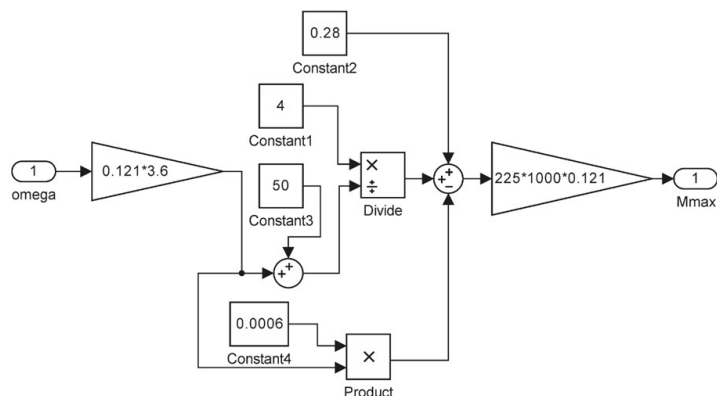 0.28
Constant2
4
Constant1
1
omega
0.121*3.6
50
Constant3
×
÷
Divide
+
+
−
225*1000*0.121
1
Mmax
+
+
0.0006
Constant4
×
Product